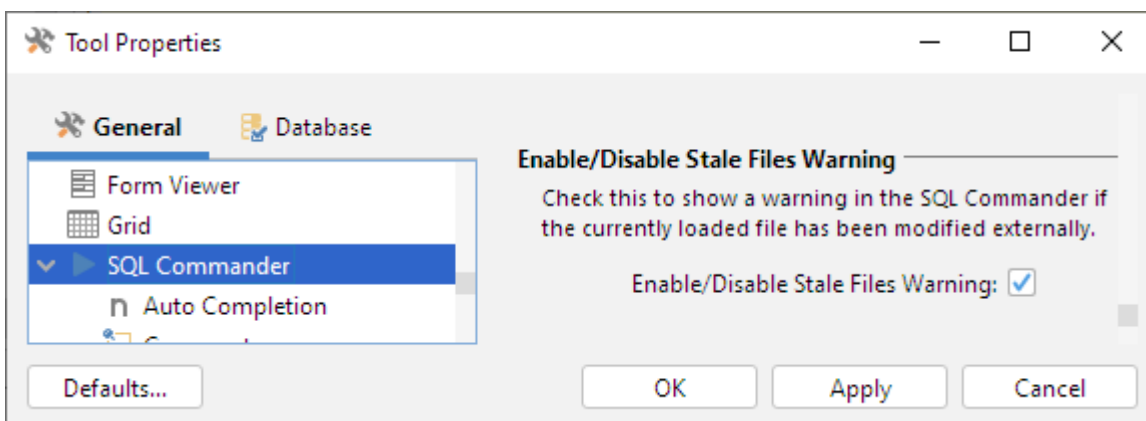 Tool Properties
General
Database
Form Viewer
Grid
SQL Commander
Auto Completion
Enable/Disable Stale Files Warning
Check this to show a warning in the SQL Commander if
the currently loaded file has been modified externally.
Enable/Disable Stale Files Warning:
Defaults...
OK
Apply
Cancel